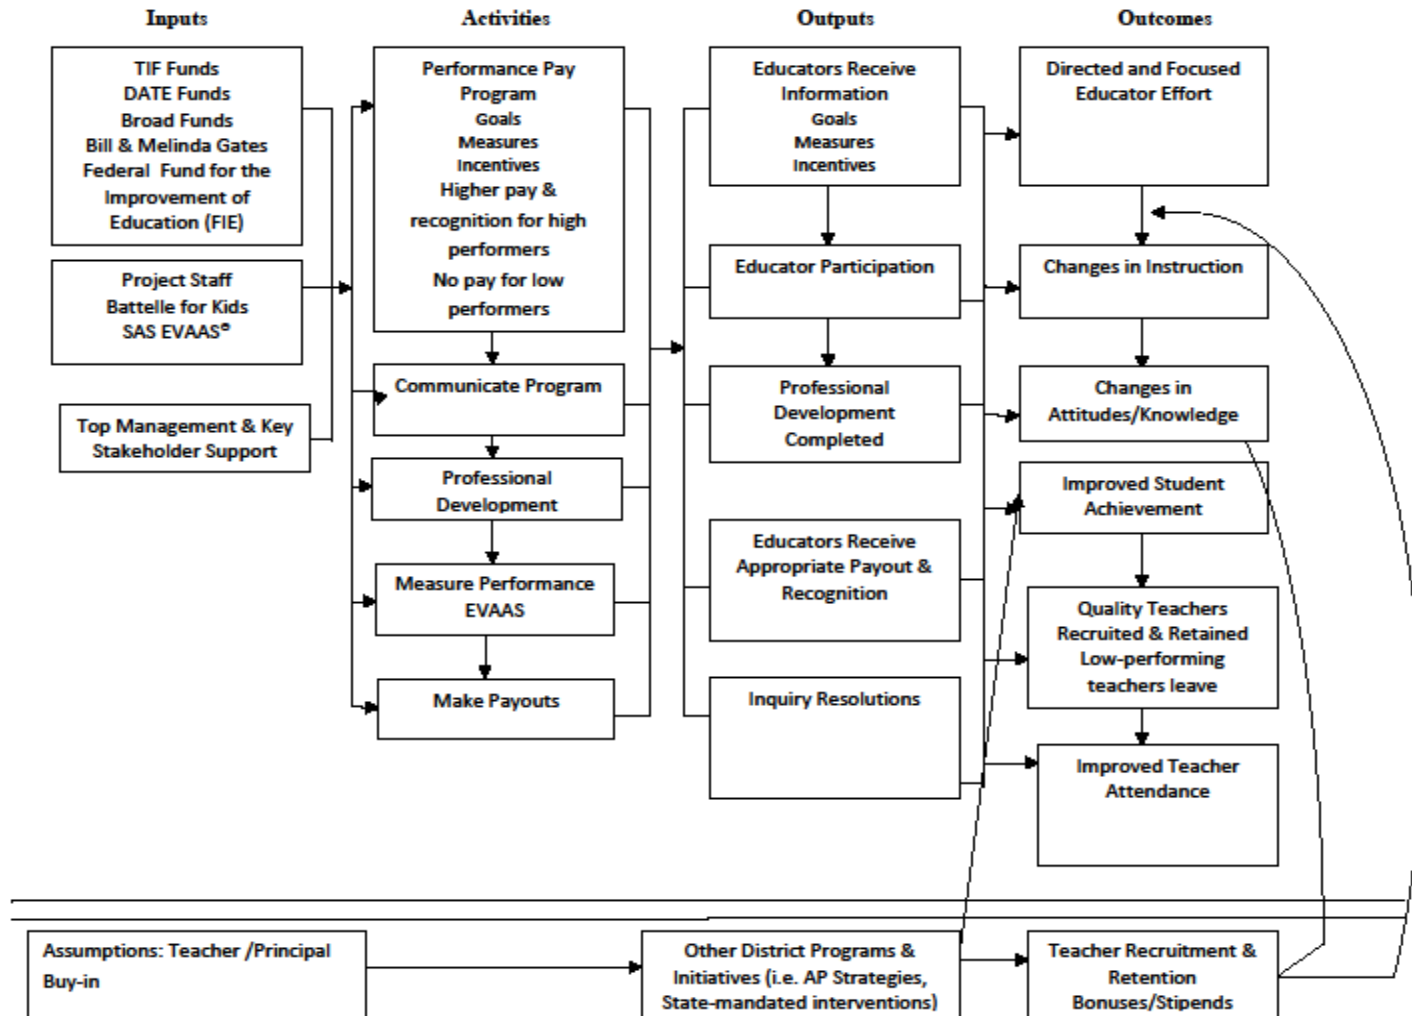 Inputs
Activities
Outputs
Outcomes
TIF Funds
DATE Funds
Broad Funds
Bill & Melinda Gates
Federal Fund for the
Improvement of
Education (FIE)
Project Staff
Battelle for Kids
SAS EVAAS®
Top Management & Key
Stakeholder Support
Performance Pay
Program
Goals
Measures
Incentives
Higher pay &
recognition for high
performers
No pay for low
performers
Communicate Program
Professional
Development
Measure Performance
EVAAS
Make Payouts
Educators Receive
Information
Goals
Measures
Incentives
Educator Participation
Professional
Development
Completed
Educators Receive
Appropriate Payout &
Recognition
Inquiry Resolutions
Directed and Focused
Educator Effort
Changes in Instruction
Changes in
Attitudes/Knowledge
Improved Student
Achievement
Quality Teachers
Recruited & Retained
Low-performing
teachers leave
Improved Teacher
Attendance
Assumptions: Teacher /Principal
Buy-in
Other District Programs &
Initiatives (i.e. AP Strategies,
State-mandated interventions)
Teacher Recruitment &
Retention
Bonuses/Stipends